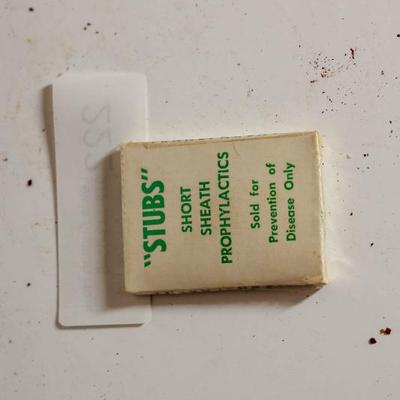 "STUBS"
SHORT
SHEATH
PROPHYLACTICS
Sold for
Prevention of
Disease Only